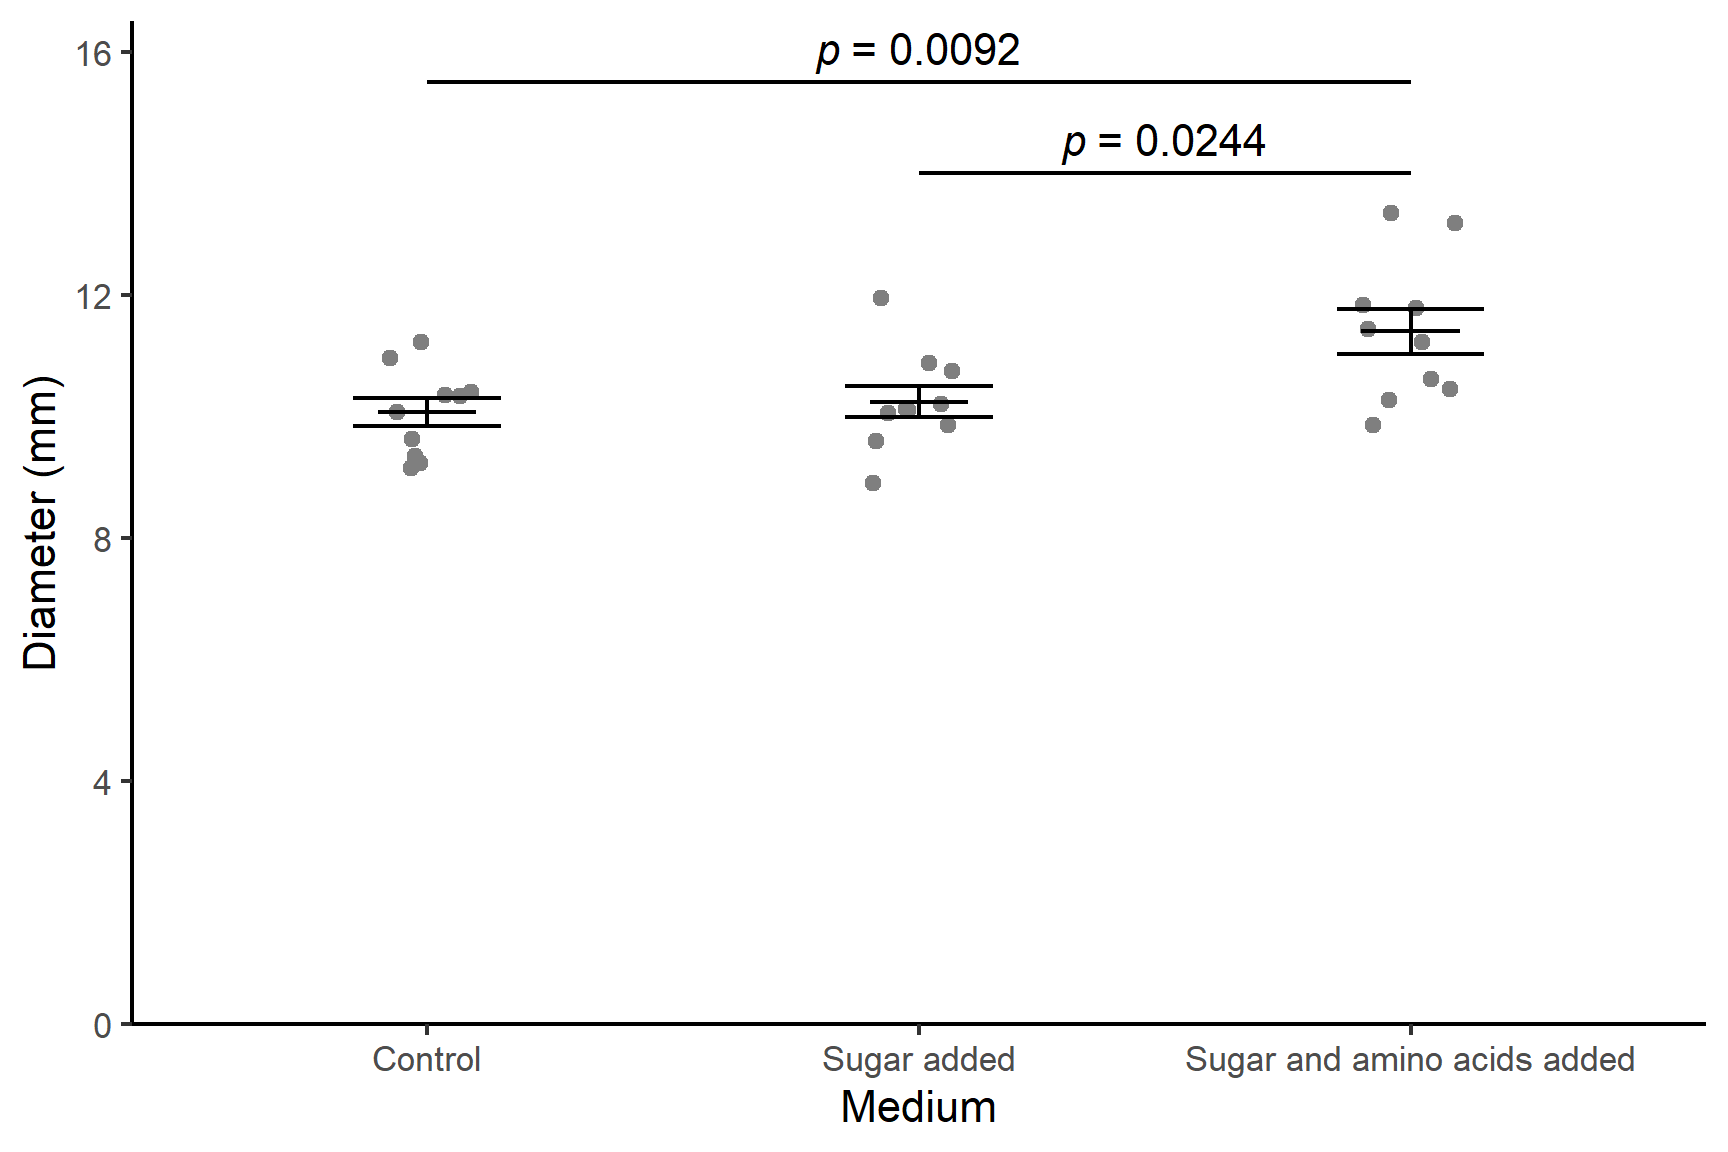 p = 0.0092
p = 0.0244
Diameter (mm)
16
12
8
4
0
Control
Sugar added
Sugar and amino acids added
Medium